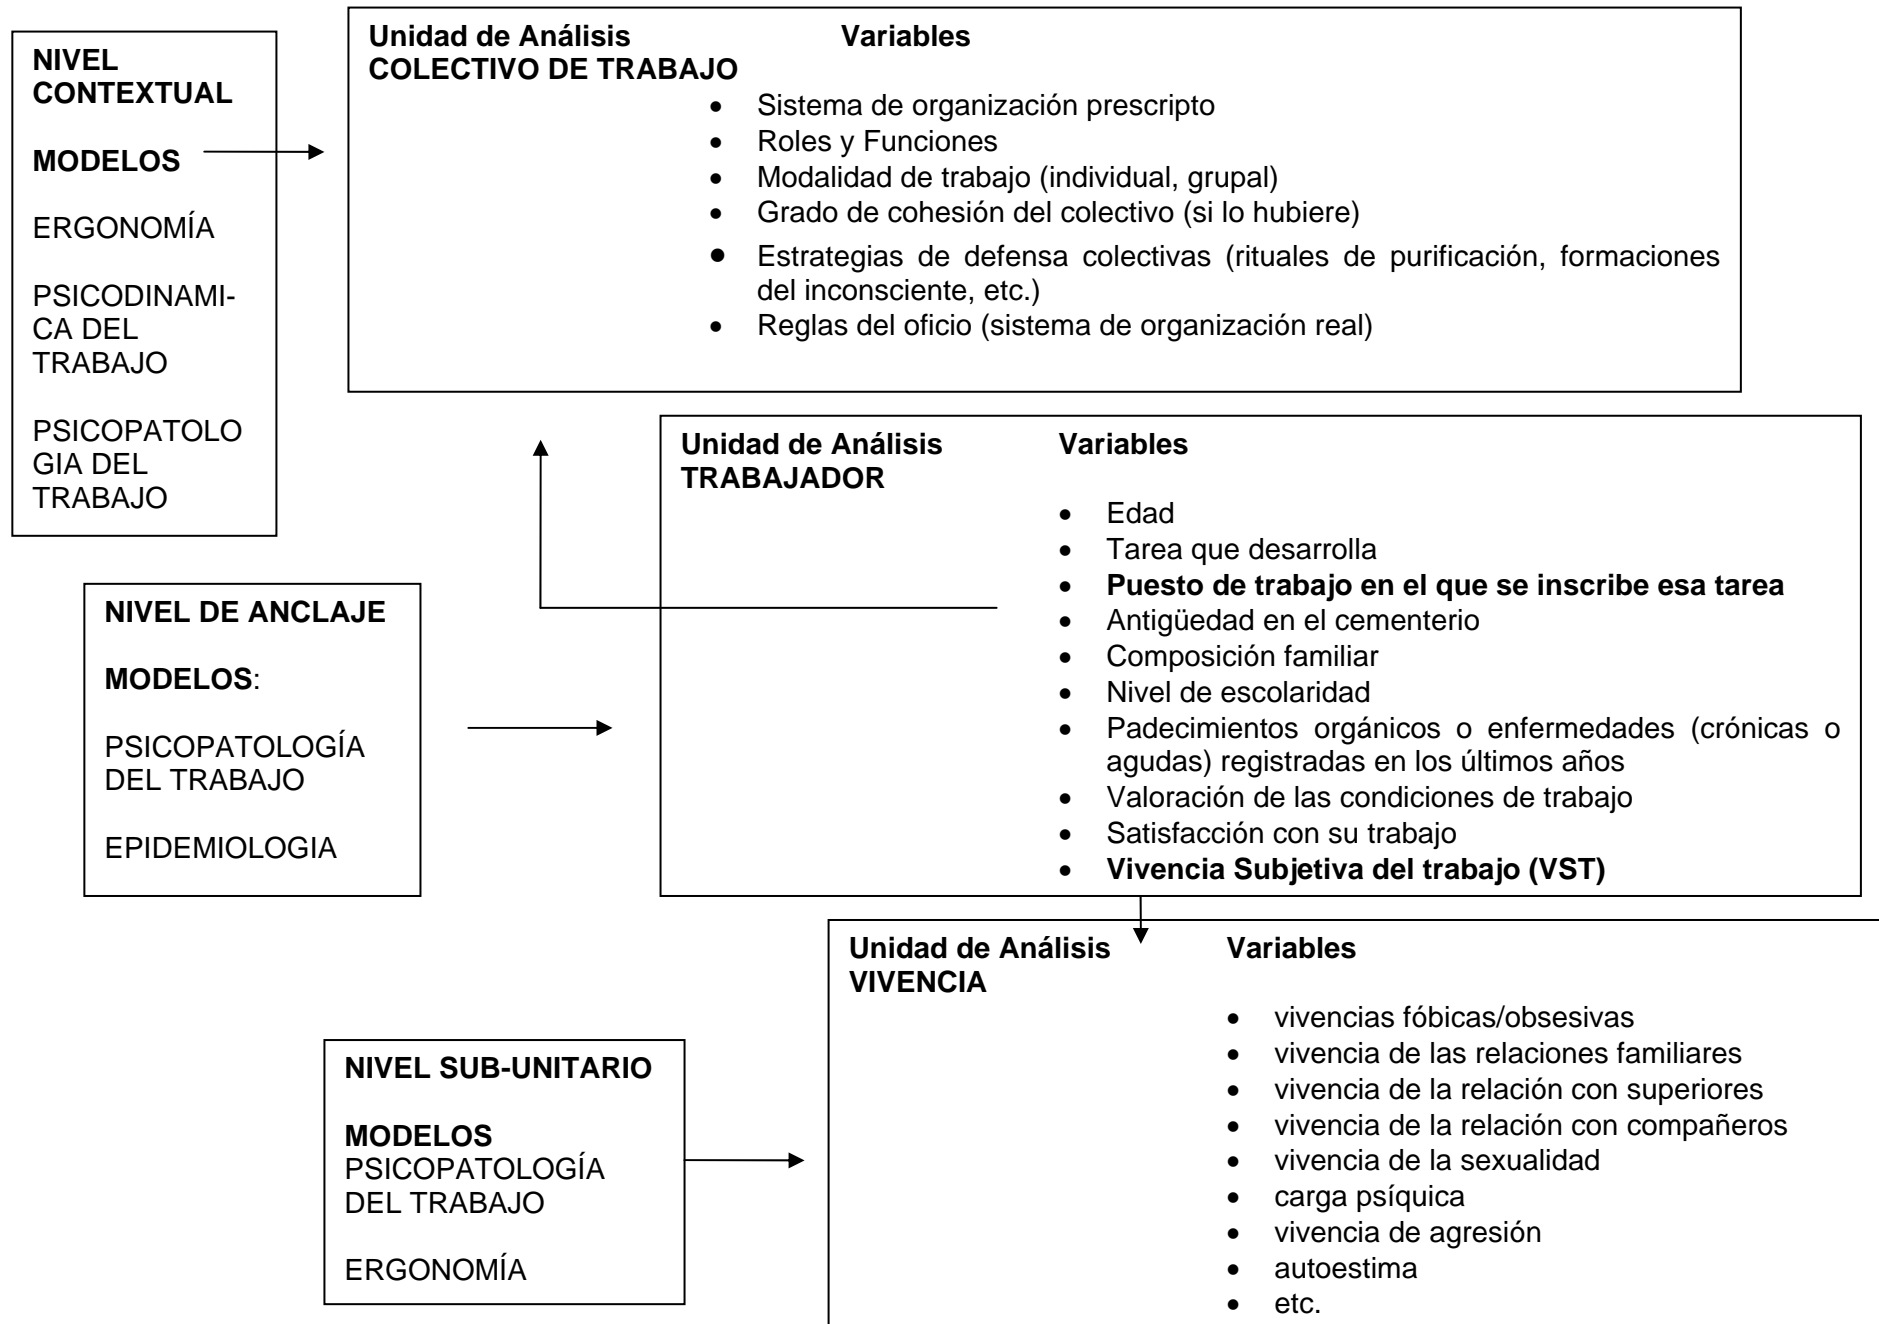 NIVEL
CONTEXTUAL
MODELOS
ERGONOMÍA
PSICODINAMI-
CA DEL
TRABAJO
PSICOPATOLO
GIA DEL
TRABAJO
Unidad de Análisis Variables
COLECTIVO DE TRABAJO
• Sistema de organización prescripto
• Roles y Funciones
• Modalidad de trabajo (individual, grupal)
• Grado de cohesión del colectivo (si lo hubiere)
• Estrategias de defensa colectivas (rituales de purificación, formaciones
del inconsciente, etc.)
• Reglas del oficio (sistema de organización real)
NIVEL DE ANCLAJE
MODELOS:
PSICOPATOLOGÍA
DEL TRABAJO
EPIDEMIOLOGIA
Unidad de Análisis Variables
TRABAJADOR
• Edad
• Tarea que desarrolla
• Puesto de trabajo en el que se inscribe esa tarea
• Antigüedad en el cementerio
• Composición familiar
• Nivel de escolaridad
• Padecimientos orgánicos o enfermedades (crónicas o
agudas) registradas en los últimos años
• Valoración de las condiciones de trabajo
• Satisfacción con su trabajo
• Vivencia Subjetiva del trabajo (VST)
NIVEL SUB-UNITARIO
MODELOS
PSICOPATOLOGÍA
DEL TRABAJO
ERGONOMÍA
Unidad de Análisis Variables
VIVENCIA
• vivencias fóbicas/obsesivas
• vivencia de las relaciones familiares
• vivencia de la relación con superiores
• vivencia de la relación con compañeros
• vivencia de la sexualidad
• carga psíquica
• vivencia de agresión
• autoestima
• etc.